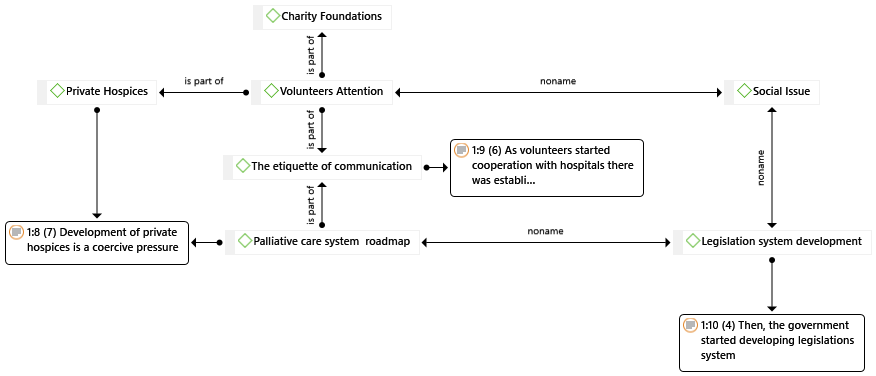 Charity Foundations
is part of
Private Hospices
is part of
Volunteers Attention
noname
Social Issue
is part of
The etiquette of communication
1:9 (6) As volunteers started
cooperation with hospitals there
was establi...
noname
is part of
1:8 (7) Development of private
hospices is a coercive pressure
Palliative care system roadmap
noname
Legislation system development
1:10 (4) Then, the government
started developing legislations
system